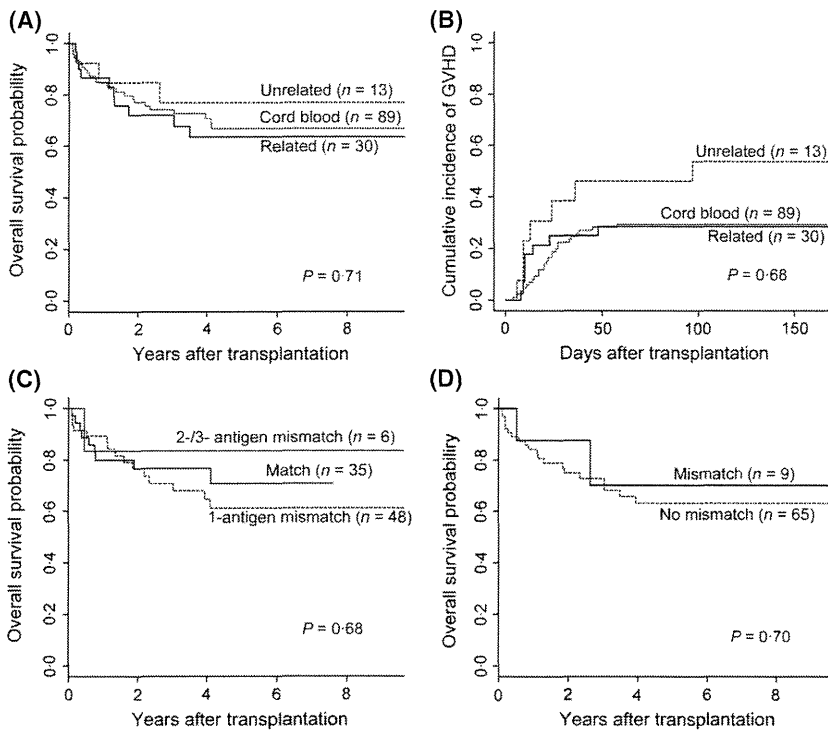 (A)
Overall survival probability
1·0
0·8
0·6
0·4
0·2
0·0
Unrelated (n = 13)
Cord blood (n = 89)
Related (n = 30)
P = 0·71
0 2 4 6 8
Years after transplantation
(B)
Cumulative incidence of GVHD
1·0
0·8
0·6
0·4
0·2
0·0
Unrelated (n = 13)
Cord blood (n = 89)
Related (n = 30)
P = 0·68
0 50 100 150
Days after transplantation
(C)
Overall survival probability
1·0
0·8
0·6
0·4
0·2
0·0
2-/3- antigen mismatch (n = 6)
Match (n = 35)
1-antigen mismatch (n = 48)
P = 0·68
0 2 4 6 8
Years after transplantation
(D)
Overall survival probability
1·0
0·8
0·6
0·4
0·2
0·0
Mismatch (n = 9)
No mismatch (n = 65)
P = 0·70
0 2 4 6 8
Years after transplantation